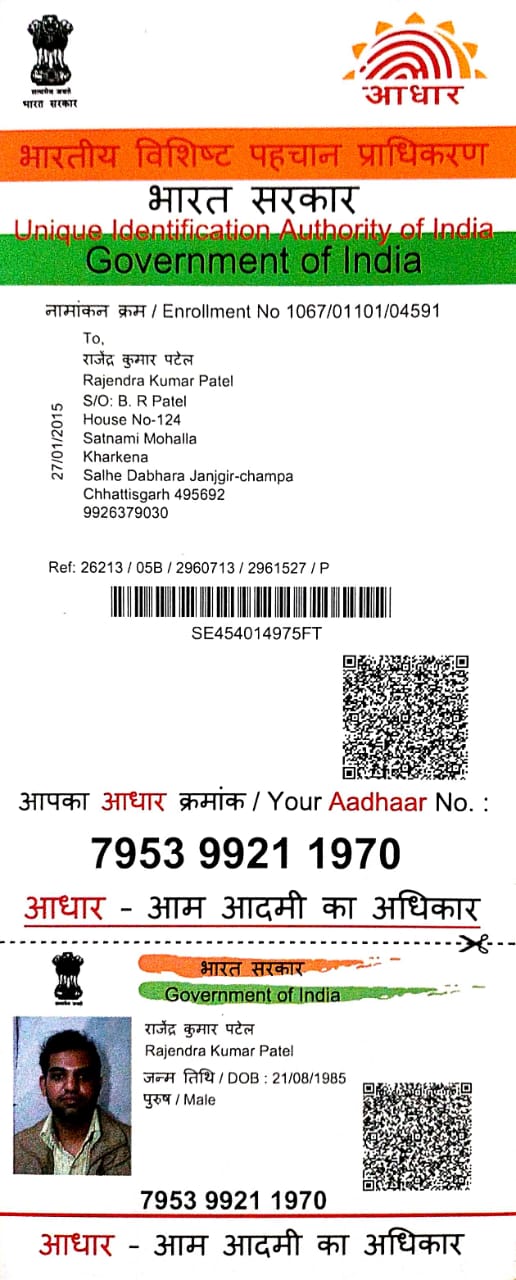 सत्यमेव जयते
भारत सरकार
आधार
भारतीय विशिष्ट पहचान प्राधिकरण
भारत सरकार
Unique Identification Authority of India
Government of India
नामांकन क्रम / Enrollment No 1067/01101/04591
To,
राजेंद्र कुमार पटेल
Rajendra Kumar Patel
S/O: B. R Patel
House No-124
Satnami Mohalla
Kharkena
Salhe Dabhara Janjgir-champa
Chhattisgarh 495692
9926379030
27/01/2015
Ref: 26213 / 05B / 2960713 / 2961527 / P
SE454014975FT
आपका आधार क्रमांक / Your Aadhaar No. :
7953 9921 1970
आधार - आम आदमी का अधिकार
भारत सरकार
Government of India
राजेंद्र कुमार पटेल
Rajendra Kumar Patel
जन्म तिथि / DOB : 21/08/1985
पुरुष / Male
7953 9921 1970
आधार - आम आदमी का अधिकार